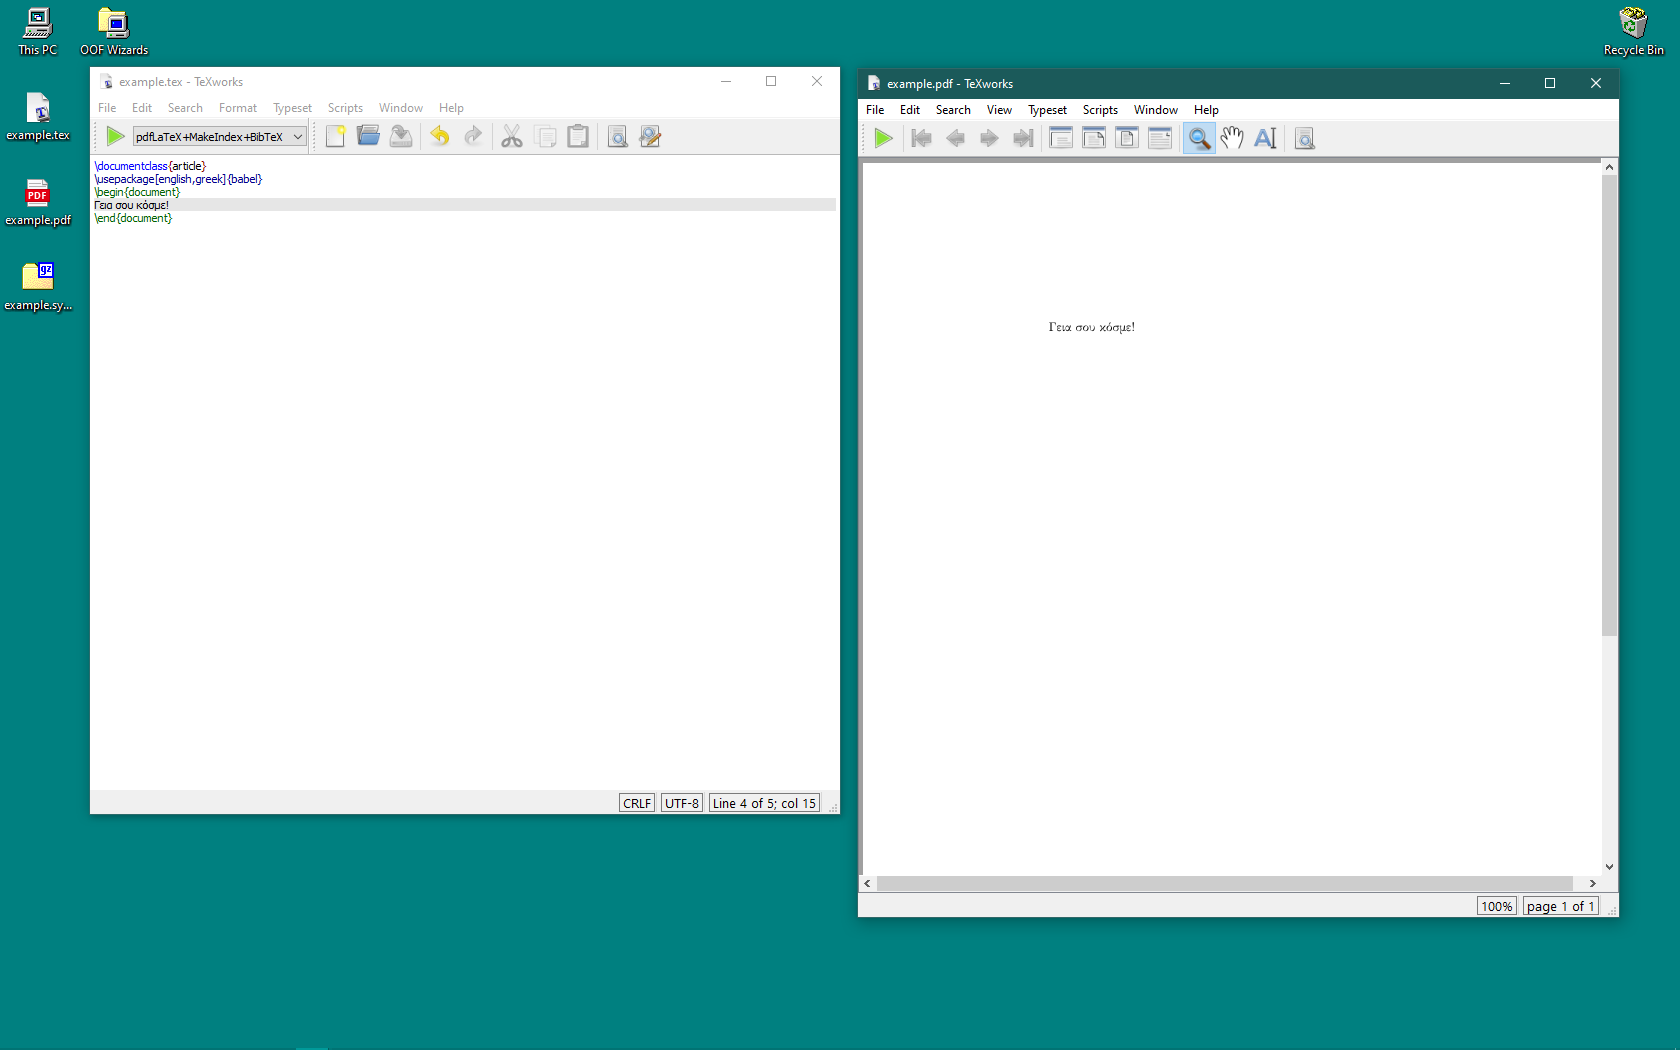 This PC
OOF Wizards
Recycle Bin
example.tex
PDF
example.pdf
gz
example.sy...
example.tex - TeXworks
File Edit Search Format Typeset Scripts Window Help
pdfLaTeX+MakeIndex+BibTeX
\documentclass{article}
\usepackage[english,greek]{babel}
\begin{document}
Γεια σου κόσμε!
\end{document}
CRLF UTF-8 Line 4 of 5; col 15
example.pdf - TeXworks
File Edit Search View Typeset Scripts Window Help
AI
Γεια σου κόσμε!
100% page 1 of 1